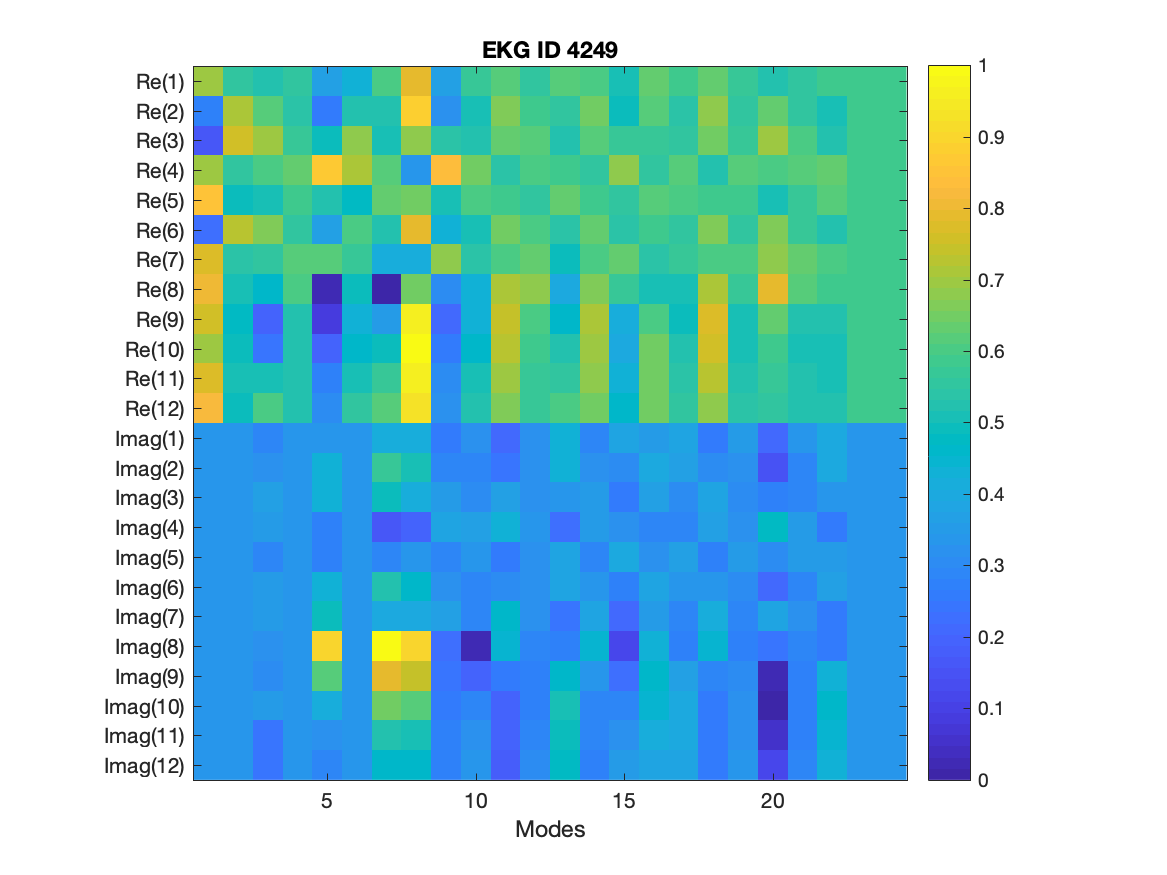 EKG ID 4249
Re(1)
Re(2)
Re(3)
Re(4)
Re(5)
Re(6)
Re(7)
Re(8)
Re(9)
Re(10)
Re(11)
Re(12)
Imag(1)
Imag(2)
Imag(3)
Imag(4)
Imag(5)
Imag(6)
Imag(7)
Imag(8)
Imag(9)
Imag(10)
Imag(11)
Imag(12)
5 10 15 20
Modes
1
0.9
0.8
0.7
0.6
0.5
0.4
0.3
0.2
0.1
0